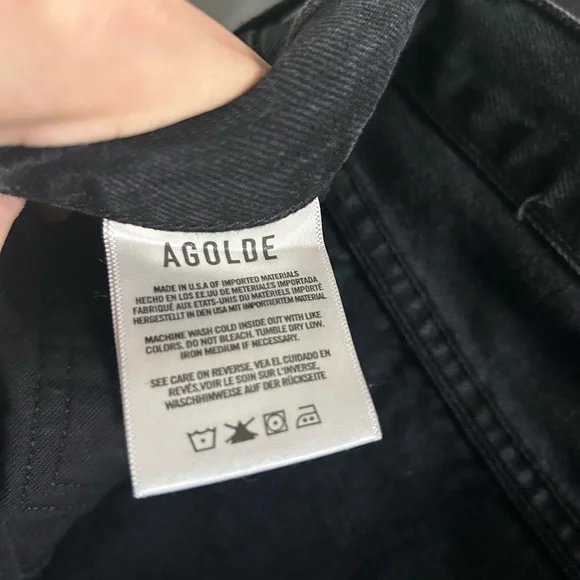 AGOLDE
MADE IN U.S.A OF IMPORTED MATERIALS
HECHO EN LOS EE.UU DE METERIALES IMPORTADA
FABRIQUÉ AUX ETATS-UNIS DU MATÉRIELS IMPORTÉ
HERGESTELLT IN DEN USA MIT IMPORTIERTEM MATERIAL
MACHINE WASH COLD INSIDE OUT WITH LIKE
COLORS. DO NOT BLEACH. TUMBLE DRY LOW.
IRON MEDIUM IF NECESSARY.
SEE CARE ON REVERSE, VEA EL CUIDADO EN
REVÉS, VOIR LE SOIN SUR L'INVERSE,
WASCHHINWEISE AUF DER RÜCKSEITE